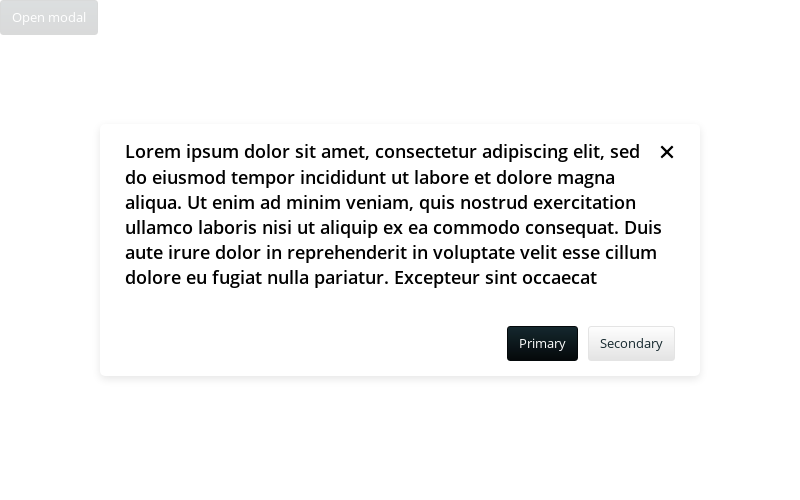 Open modal
Lorem ipsum dolor sit amet, consectetur adipiscing elit, sed
do eiusmod tempor incididunt ut labore et dolore magna
aliqua. Ut enim ad minim veniam, quis nostrud exercitation
ullamco laboris nisi ut aliquip ex ea commodo consequat. Duis
aute irure dolor in reprehenderit in voluptate velit esse cillum
dolore eu fugiat nulla pariatur. Excepteur sint occaecat
Primary
Secondary